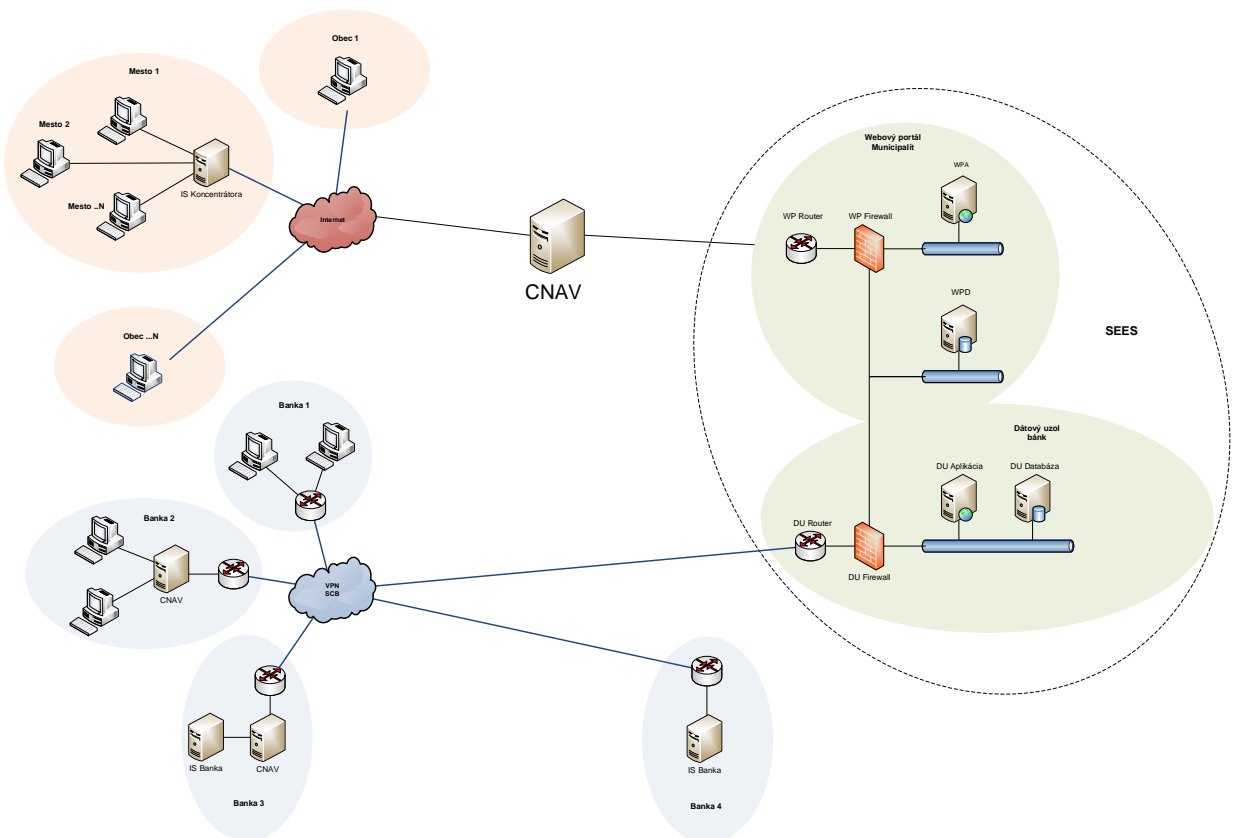 Obec 1
Mesto 1
Mesto 2
IS Koncentrátora
Mesto ..N
Internet
CNAV
Obec ...N
Webový portál
Municipalít
WPA
WP Router
WP Firewall
WPD
SEES
Dátový uzol
bánk
DU Aplikácia
DU Databáza
DU Router
DU Firewall
Banka 1
Banka 2
CNAV
VPN
SCB
IS Banka
CNAV
Banka 3
IS Banka
Banka 4